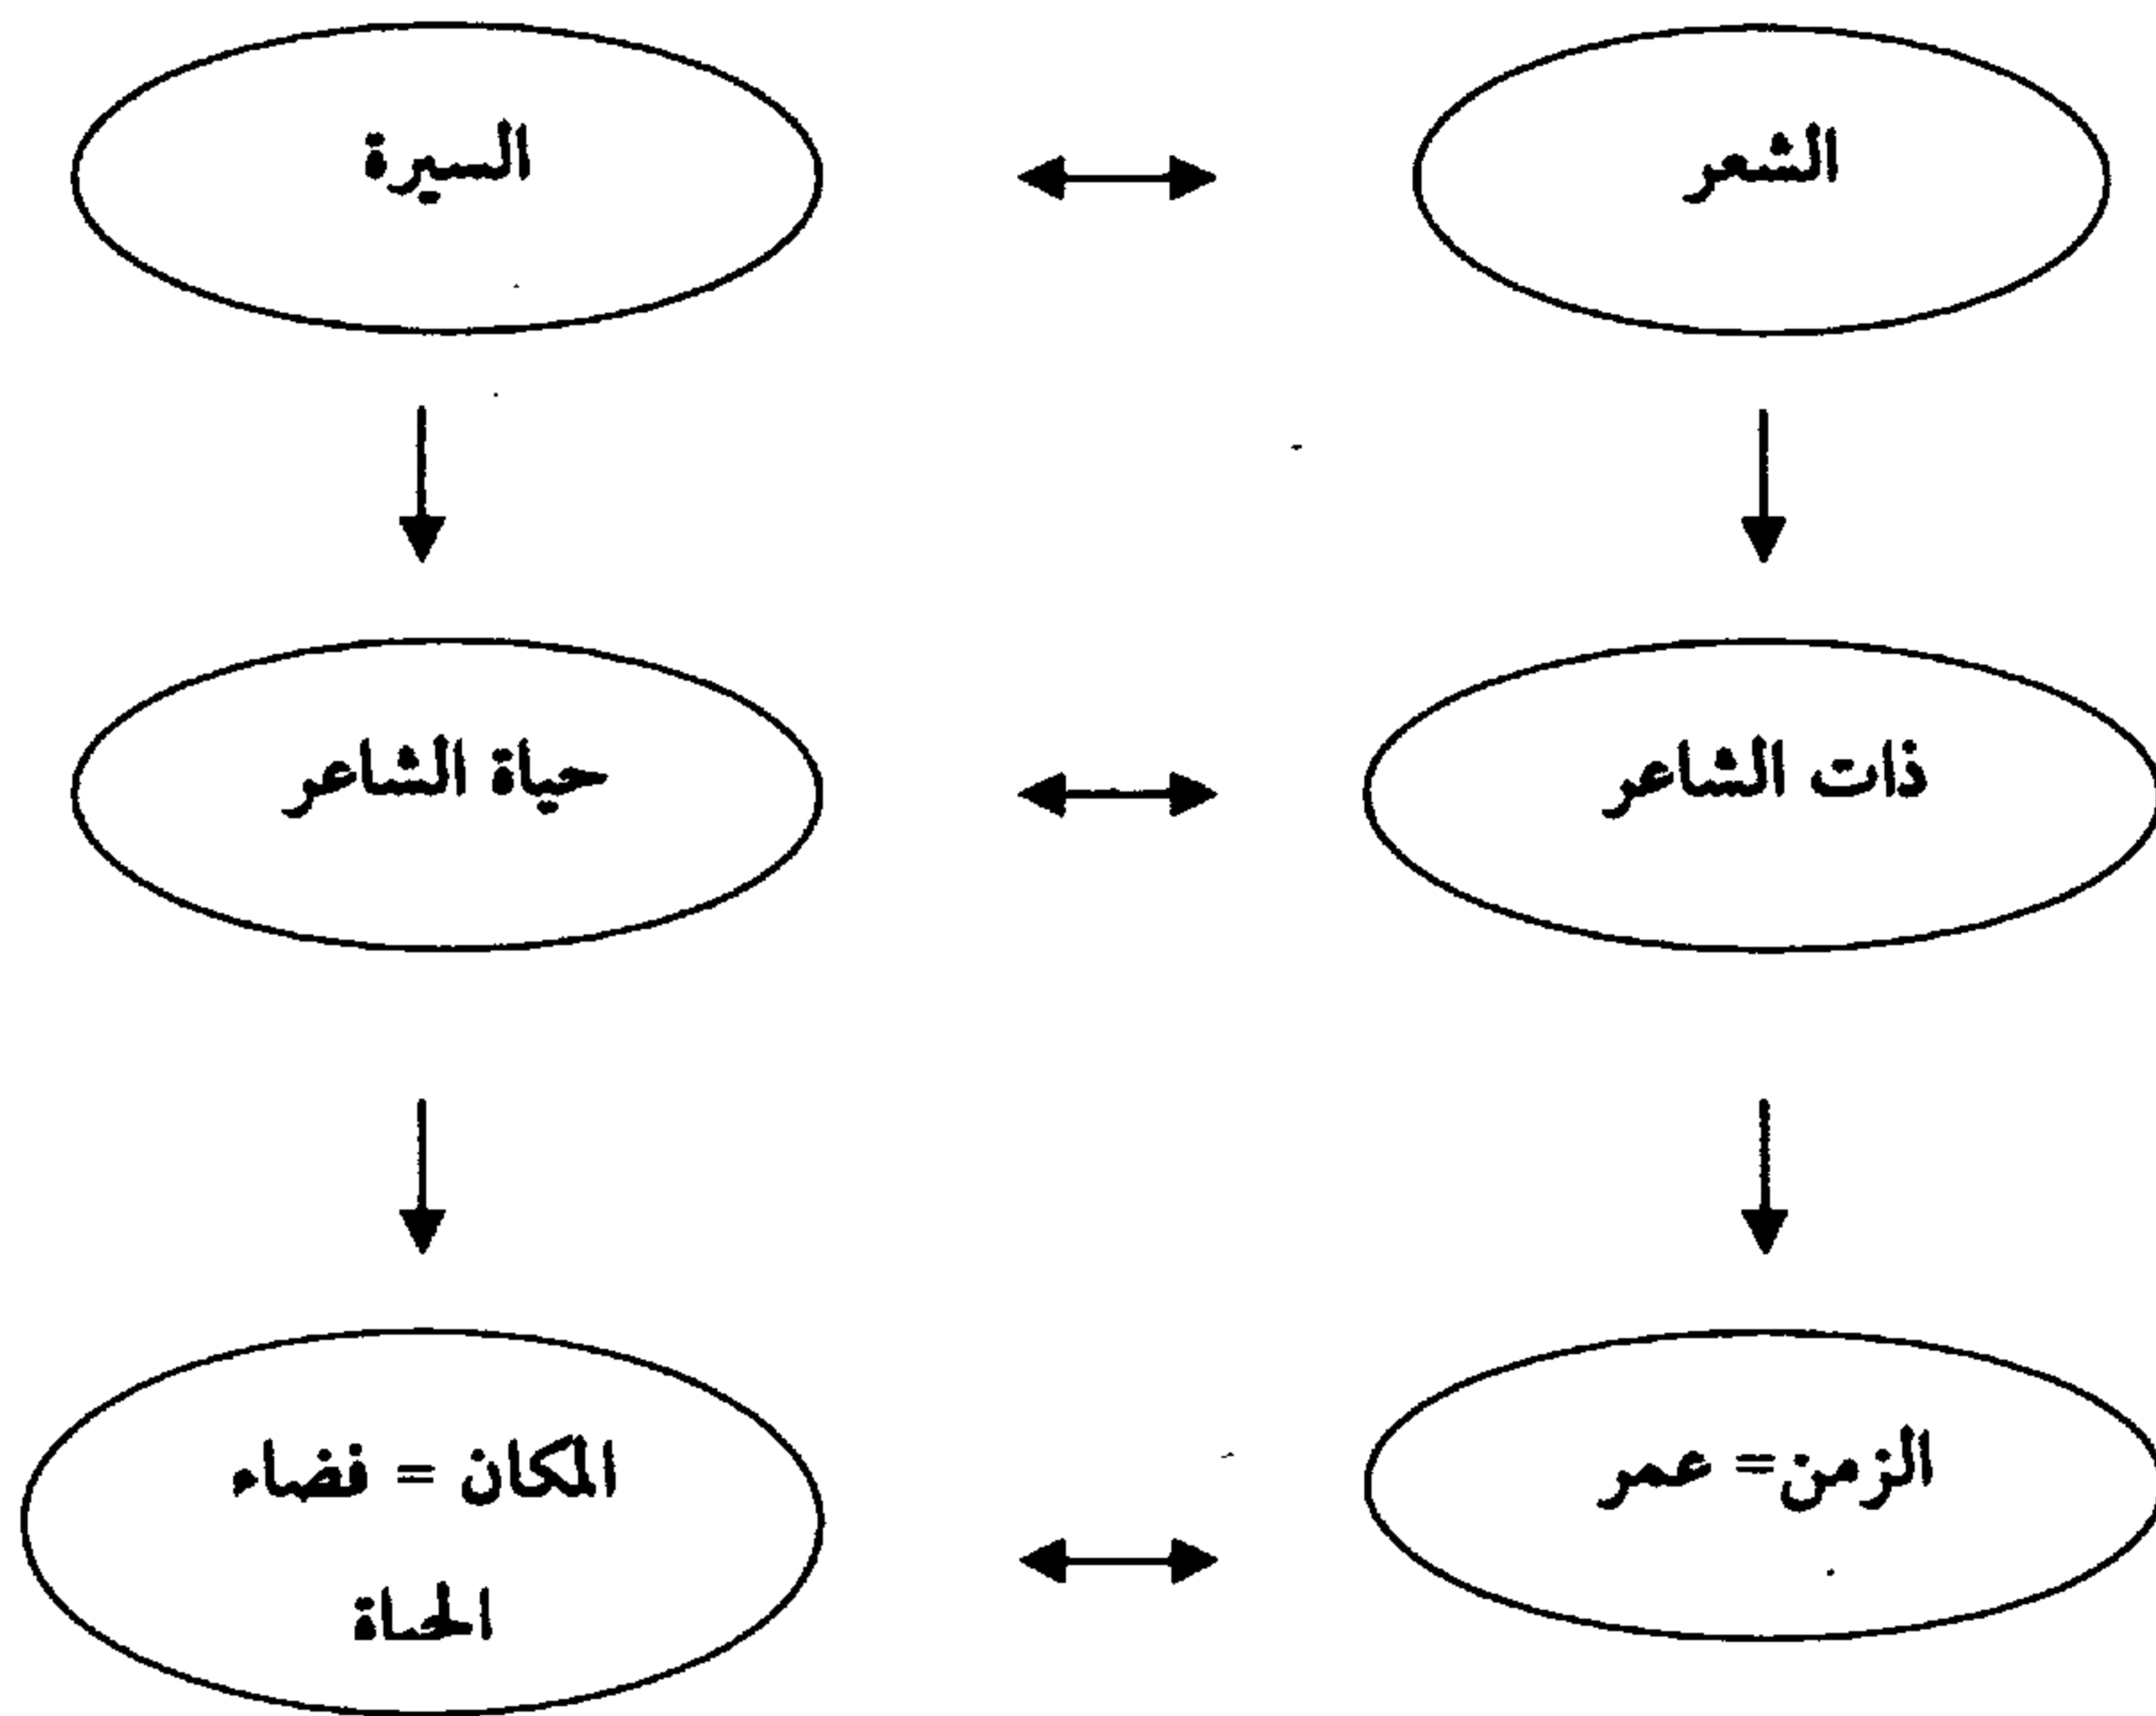 الشعر
السيرة
ذات الشاعر
حياة الشاعر
الزمن= عمر
المكان = فضاء
الحياة